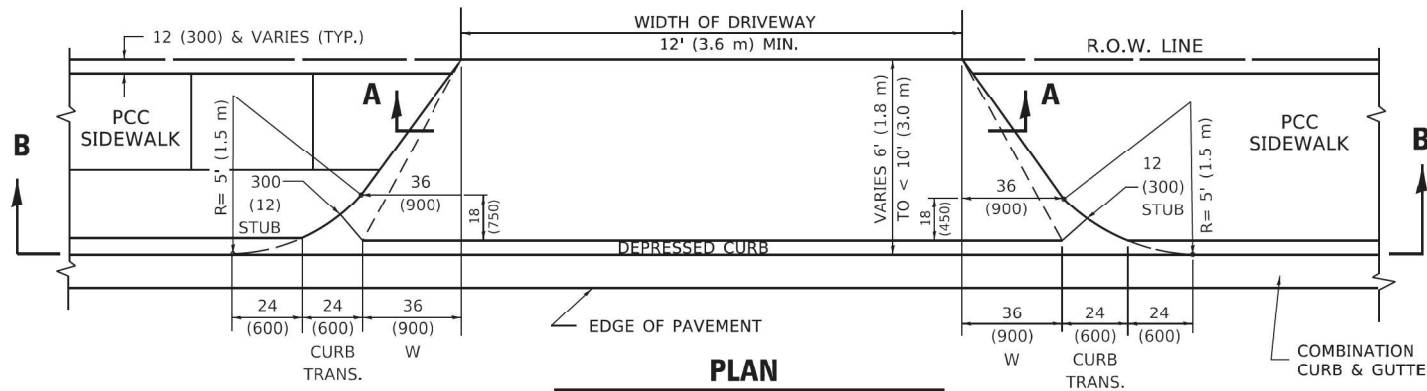 WIDTH OF DRIVEWAY
12' (3.6 m) MIN.
12 (300) & VARIES (TYP.)
R.O.W. LINE
A
A
PCC
SIDEWALK
PCC
SIDEWALK
B
B
R= 5' (1.5 m)
300
(12)
STUB
36
(900)
18
(750)
VARIES 6' (1.8 m)
TO < 10' (3.0 m)
36
(900)
18
(450)
12
(300)
STUB
R= 5' (1.5 m)
DEPRESSED CURB
24
(600)
24
(600)
CURB
TRANS.
36
(900)
W
EDGE OF PAVEMENT
36
(900)
W
24
(600)
CURB
TRANS.
24
(600)
COMBINATION
CURB & GUTTE
PLAN